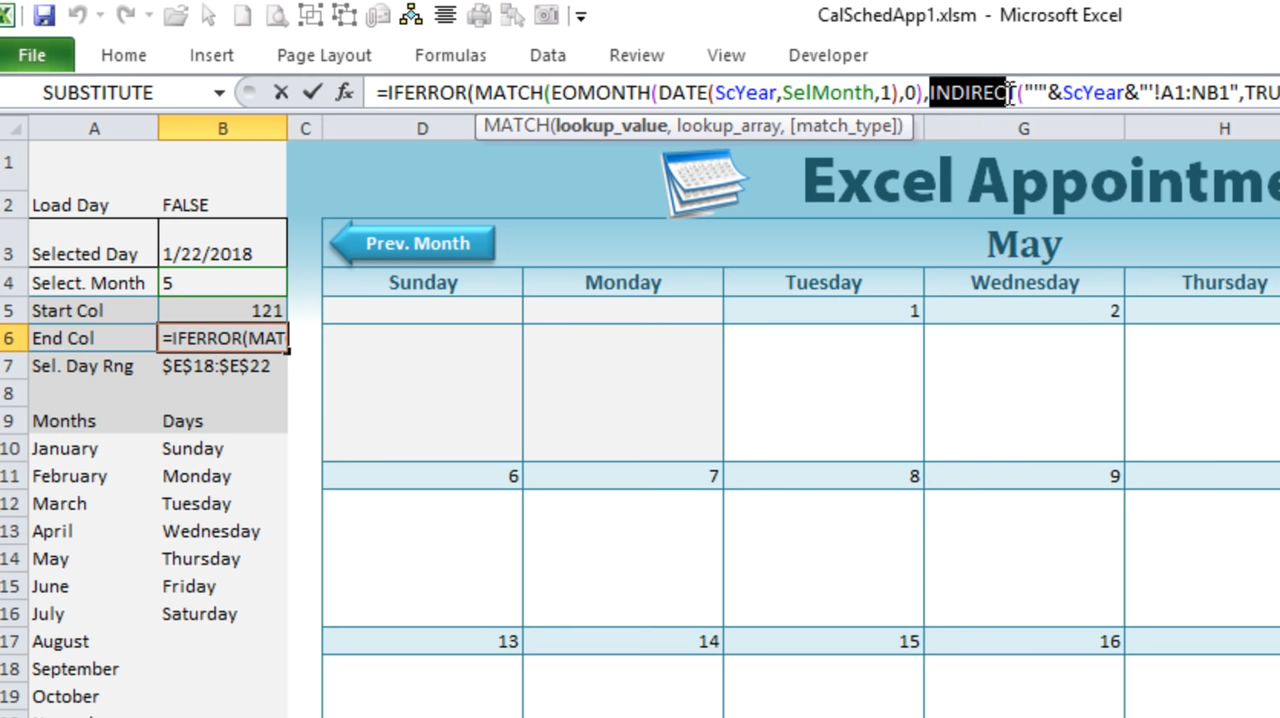 CalSchedApp1.xlsm - Microsoft Excel
File Home Insert Page Layout Formulas Data Review View Developer
SUBSTITUTE fx =IFERROR(MATCH(EOMONTH(DATE(ScYear,SelMonth,1),0),INDIRECT("'"&ScYear&"'!A1:NB1",TRU
MATCH(lookup_value, lookup_array, [match_type])
A B C D G H
1 Excel Appointme
2 Load Day FALSE
3 Selected Day 1/22/2018 Prev. Month May
4 Select. Month 5 Sunday Monday Tuesday Wednesday Thursday
5 Start Col 121 1 2
6 End Col =IFERROR(MAT
7 Sel. Day Rng $E$18:$E$22
8
9 Months Days
10 January Sunday
11 February Monday 6 7 8 9
12 March Tuesday
13 April Wednesday
14 May Thursday
15 June Friday
16 July Saturday
17 August 13 14 15 16
18 September
19 October